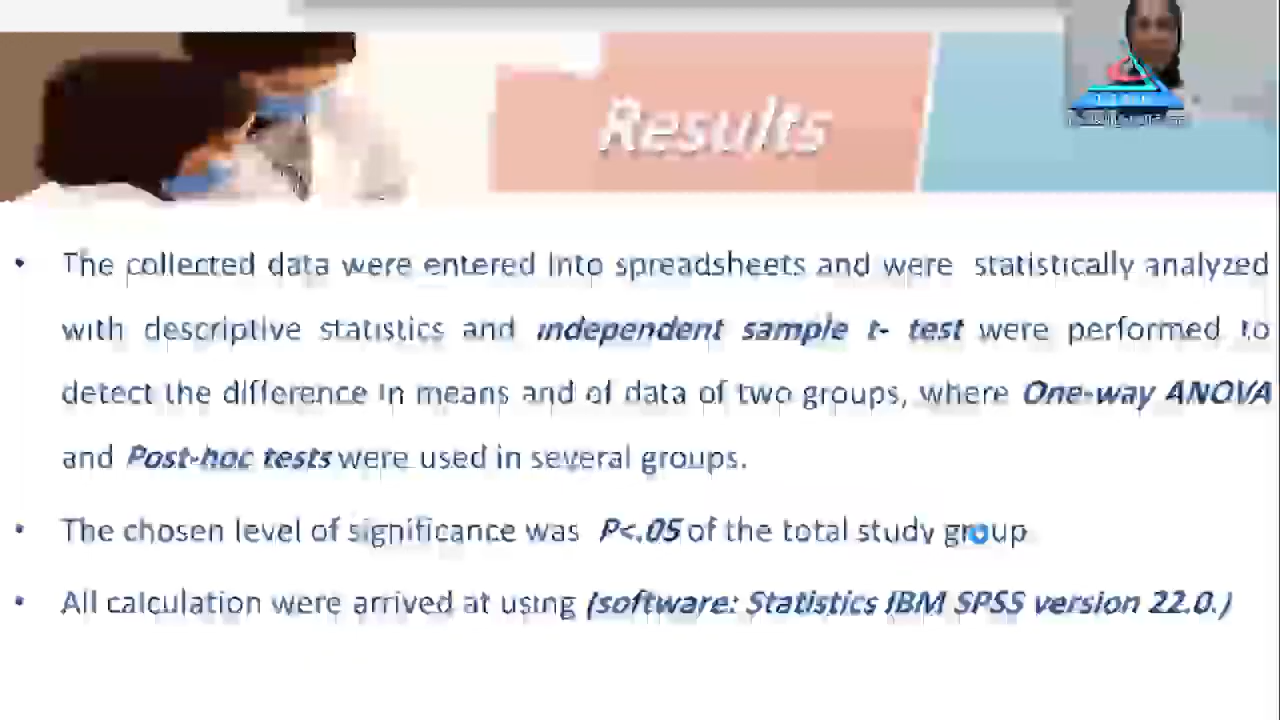 Results
• The collected data were entered into spreadsheets and were statistically analyzed
with descriptive statistics and independent sample t- test were performed to
detect the difference in means and of data of two groups, where One-way ANOVA
and Post-hoc tests were used in several groups.
• The chosen level of significance was P<.05 of the total study group
• All calculation were arrived at using (software: Statistics IBM SPSS version 22.0.)